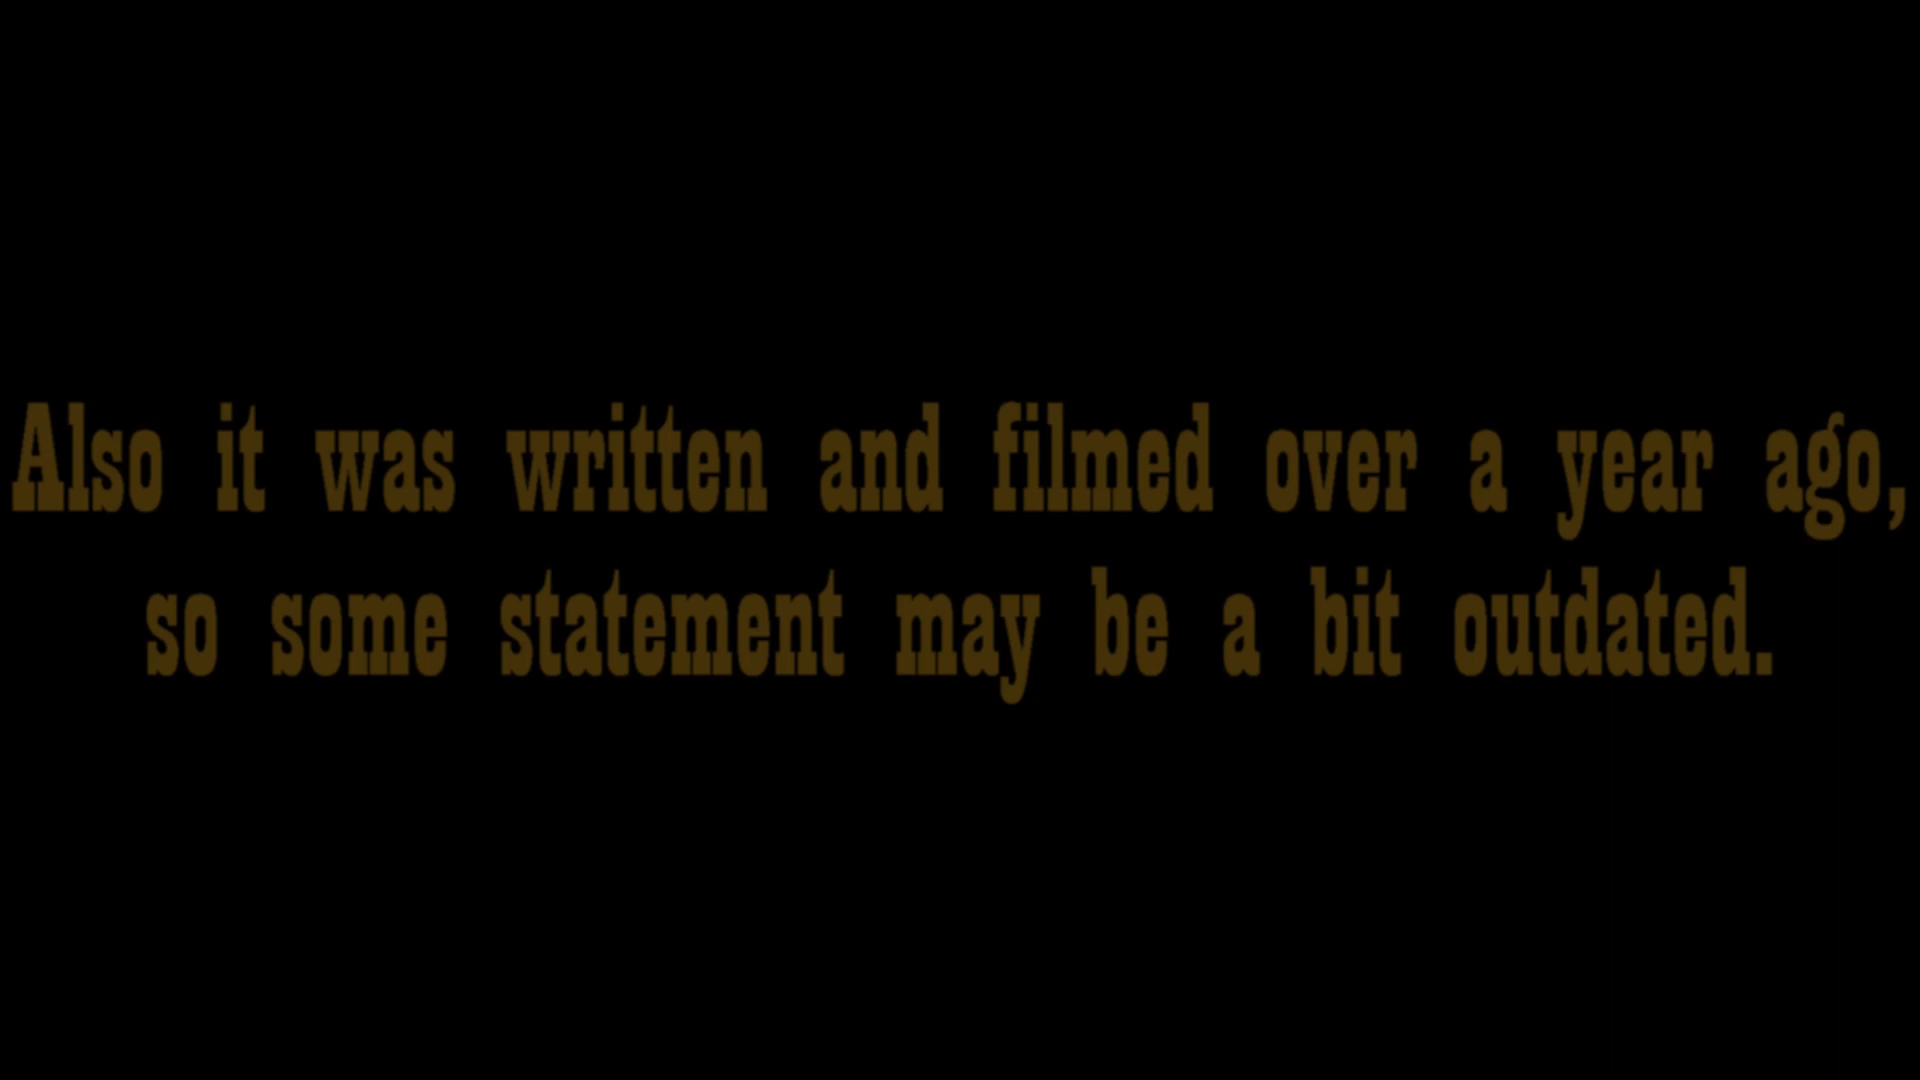 Also it was written and filmed over a year ago,
so some statement may be a bit outdated.